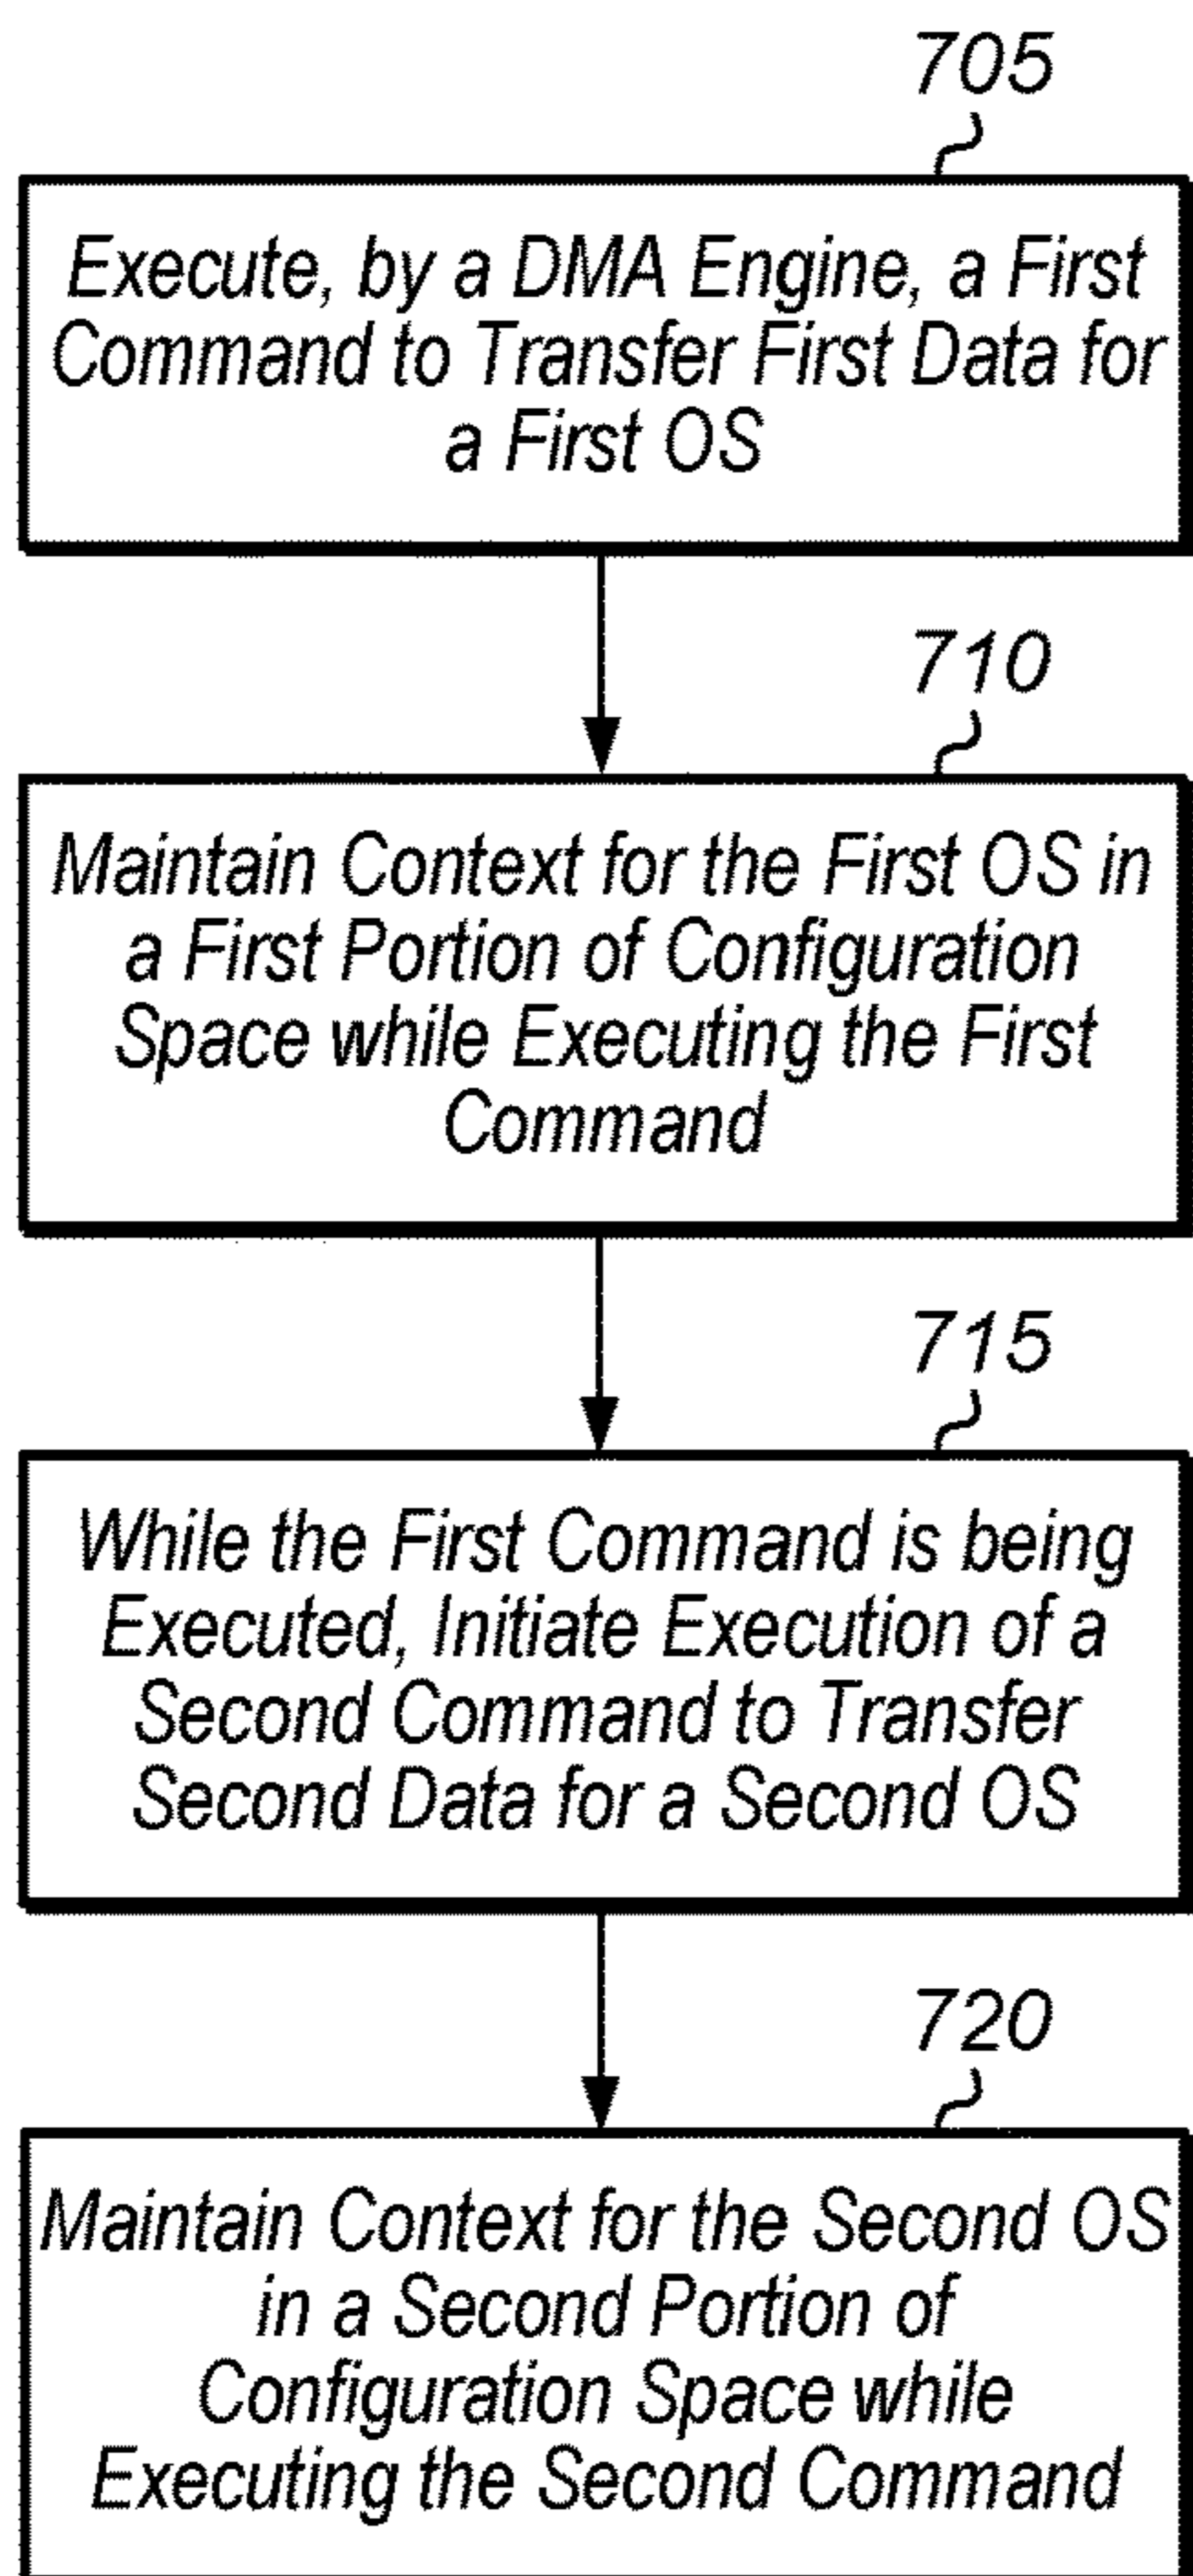 705
Execute, by a DMA Engine, a First
Command to Transfer First Data for
a First OS
710
Maintain Context for the First OS in
a First Portion of Configuration
Space while Executing the First
Command
715
While the First Command is being
Executed, Initiate Execution of a
Second Command to Transfer
Second Data for a Second OS
720
Maintain Context for the Second OS
in a Second Portion of
Configuration Space while
Executing the Second Command